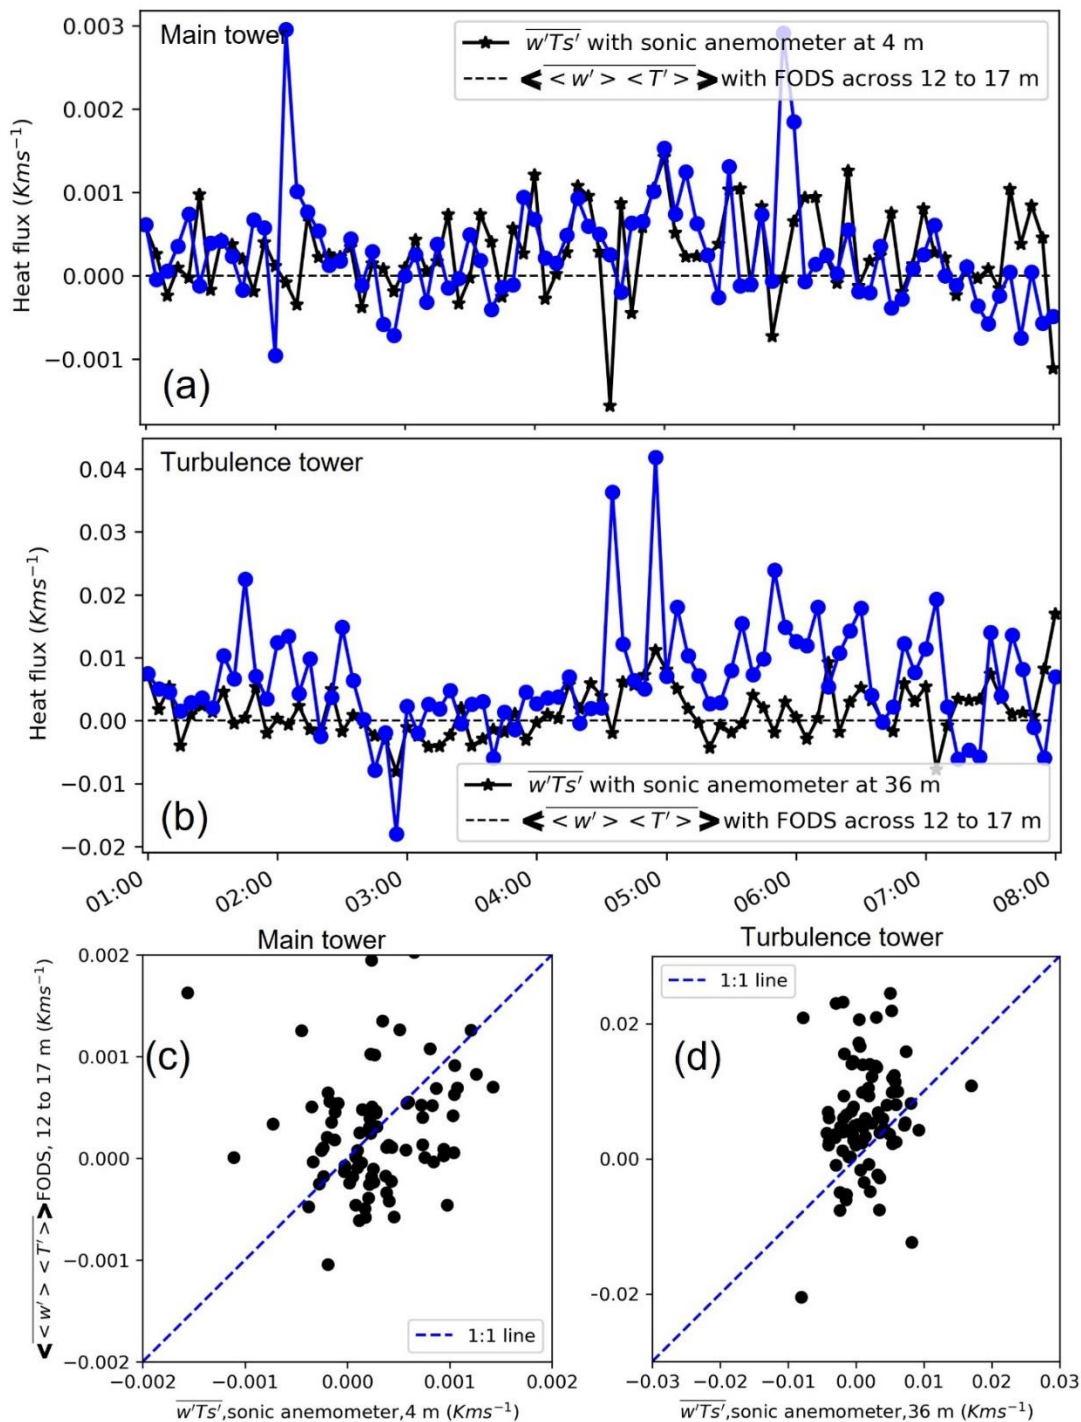 Main tower
w'Ts' with sonic anemometer at 4 m
<<w'><T'>> with FODS across 12 to 17 m
Heat flux (Kms⁻¹)
0.003
0.002
0.001
0.000
−0.001
(a)
Turbulence tower
Heat flux (Kms⁻¹)
0.04
0.03
0.02
0.01
0.00
−0.01
−0.02
(b)
w'Ts' with sonic anemometer at 36 m
<<w'><T'>> with FODS across 12 to 17 m
01:00 02:00 03:00 04:00 05:00 06:00 07:00 08:00
Main tower
<<w'><T'>>FODS, 12 to 17 m (Kms⁻¹)
0.002
0.001
0.000
−0.001
−0.002
(c)
1:1 line
−0.002 −0.001 0.000 0.001 0.002
w'Ts',sonic anemometer,4 m (Kms⁻¹)
Turbulence tower
1:1 line
(d)
0.02
0.00
-0.02
−0.03 −0.02 −0.01 0.00 0.01 0.02 0.03
w'Ts',sonic anemometer,36 m (Kms⁻¹)